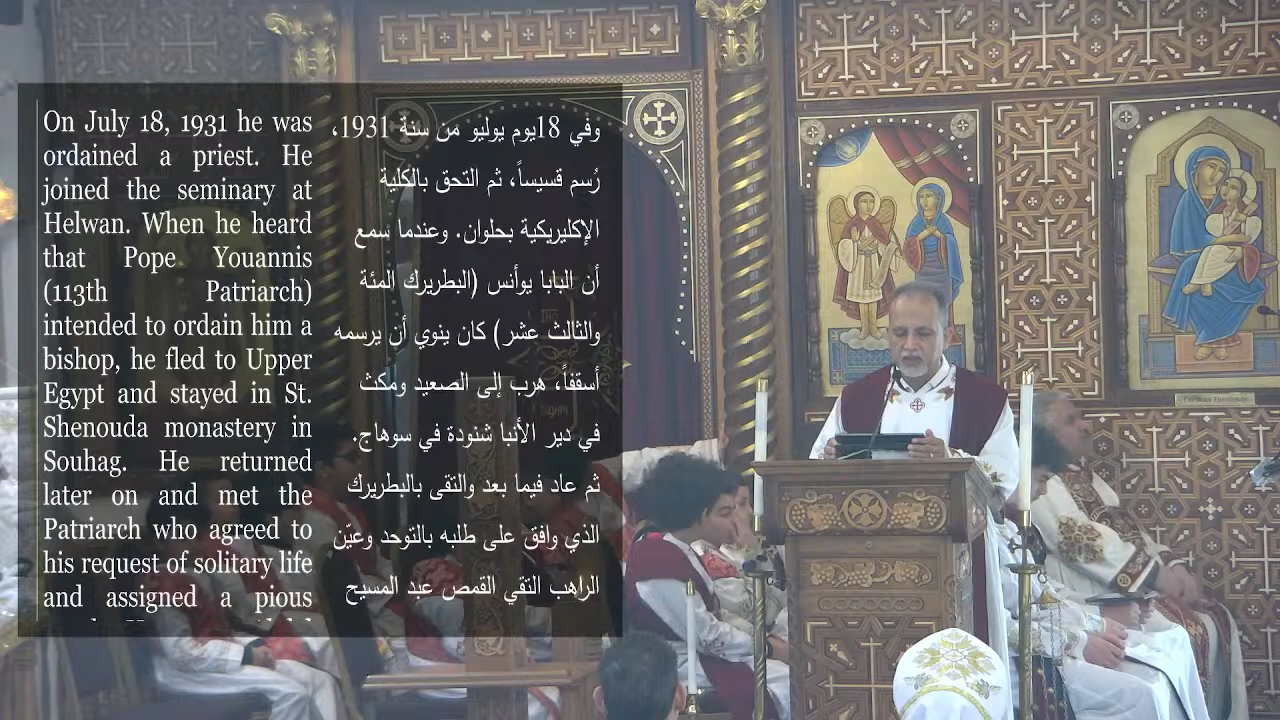 On July 18, 1931 he was
ordained a priest. He
joined the seminary at
Helwan. When he heard
that Pope Youannis
(113th Patriarch)
intended to ordain him a
bishop, he fled to Upper
Egypt and stayed in St.
Shenouda monastery in
Souhag. He returned
later on and met the
Patriarch who agreed to
his request of solitary life
and assigned a pious
وفي 18يوم يوليو من سنة 1931،
رُسم قسيساً، ثم التحق بالكلية
الإكليريكية بحلوان. وعندما سمع
أن البابا يوأنس (البطريرك المئة
والثالث عشر) كان ينوي أن يرسمه
أسقفاً، هرب إلى الصعيد ومكث
في دير الأنبا شنودة في سوهاج.
ثم عاد فيما بعد والتقى بالبطريرك
الذي وافق على طلبه بالتوحد وعيّن
الراهب التقي القمص عبد المسيح